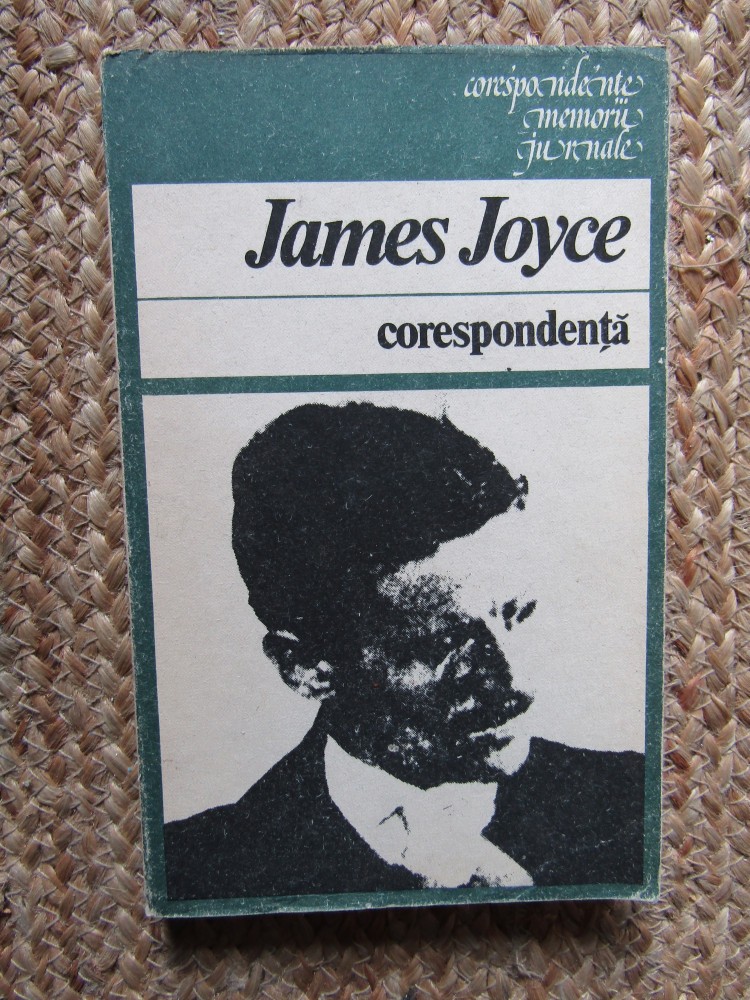 corespondențe
memorii
jurnale
James Joyce
corespondență